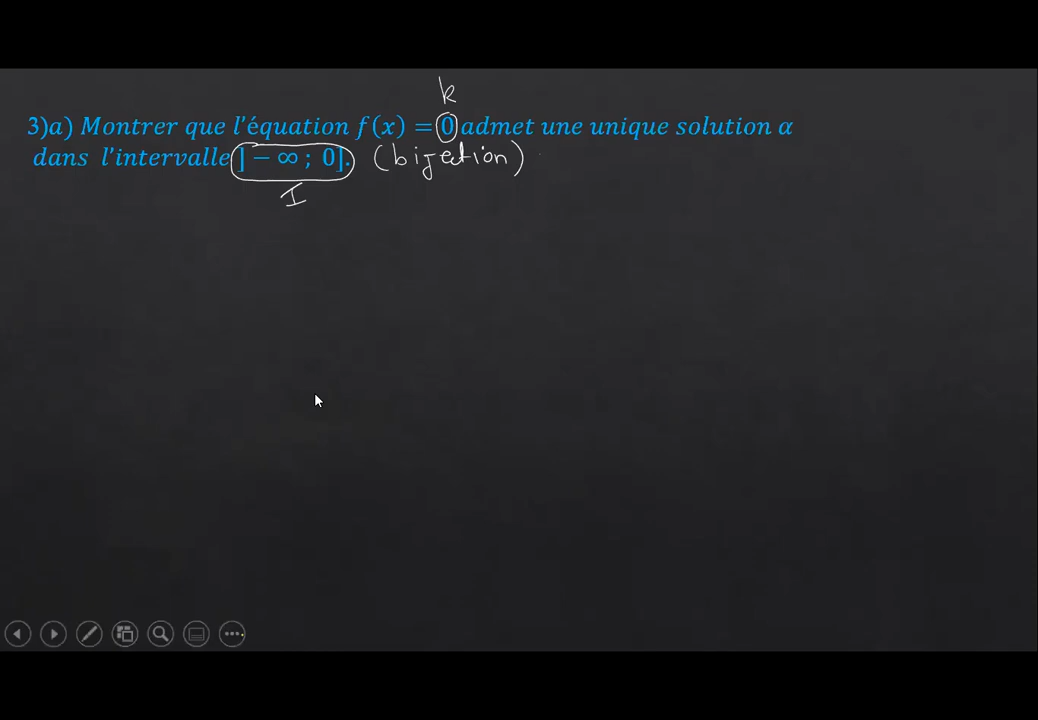 k
3)a) Montrer que l'équation f(x) = 0 admet une unique solution α
dans l'intervalle ]−∞ ; 0]. (bijection)
I